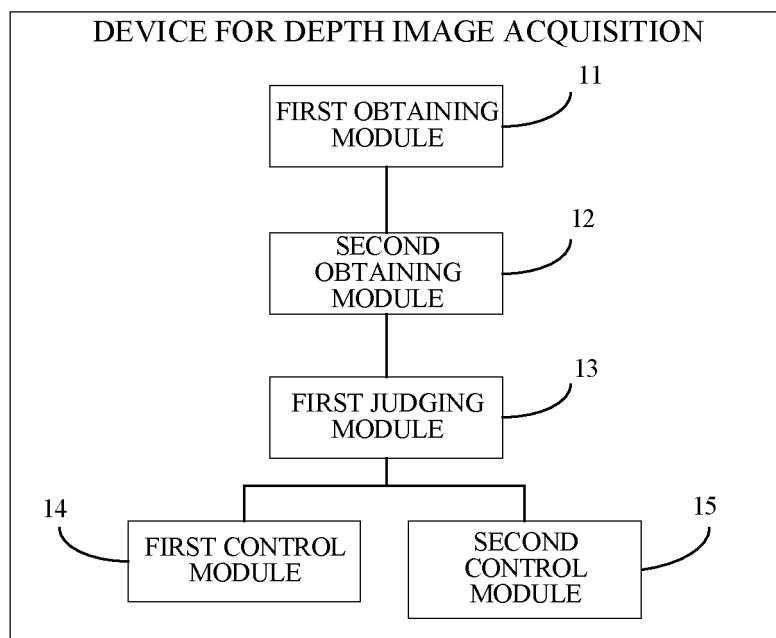 DEVICE FOR DEPTH IMAGE ACQUISITION
11
FIRST OBTAINING
MODULE
12
SECOND
OBTAINING
MODULE
13
FIRST JUDGING
MODULE
14
FIRST CONTROL
MODULE
15
SECOND
CONTROL
MODULE